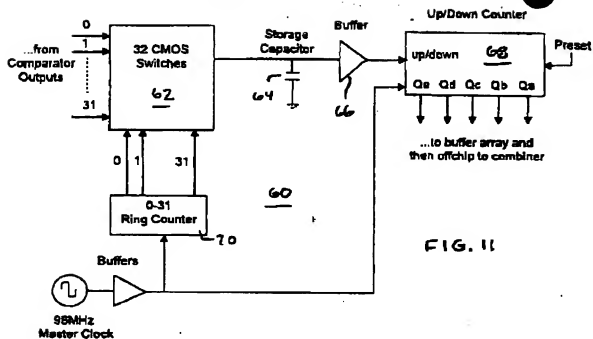 Up/Down Counter
Buffer
0
1
31
...from
Comparator
Outputs
32 CMOS
Switches
62
Storage
Capacitor
64
66
up/down
68
Preset
Qe Qd Qc Qb Qa
...to buffer array and
then offchip to combiner
0 1 31
0-31
Ring Counter
70
60
FIG. 11
Buffers
98MHz
Master Clock